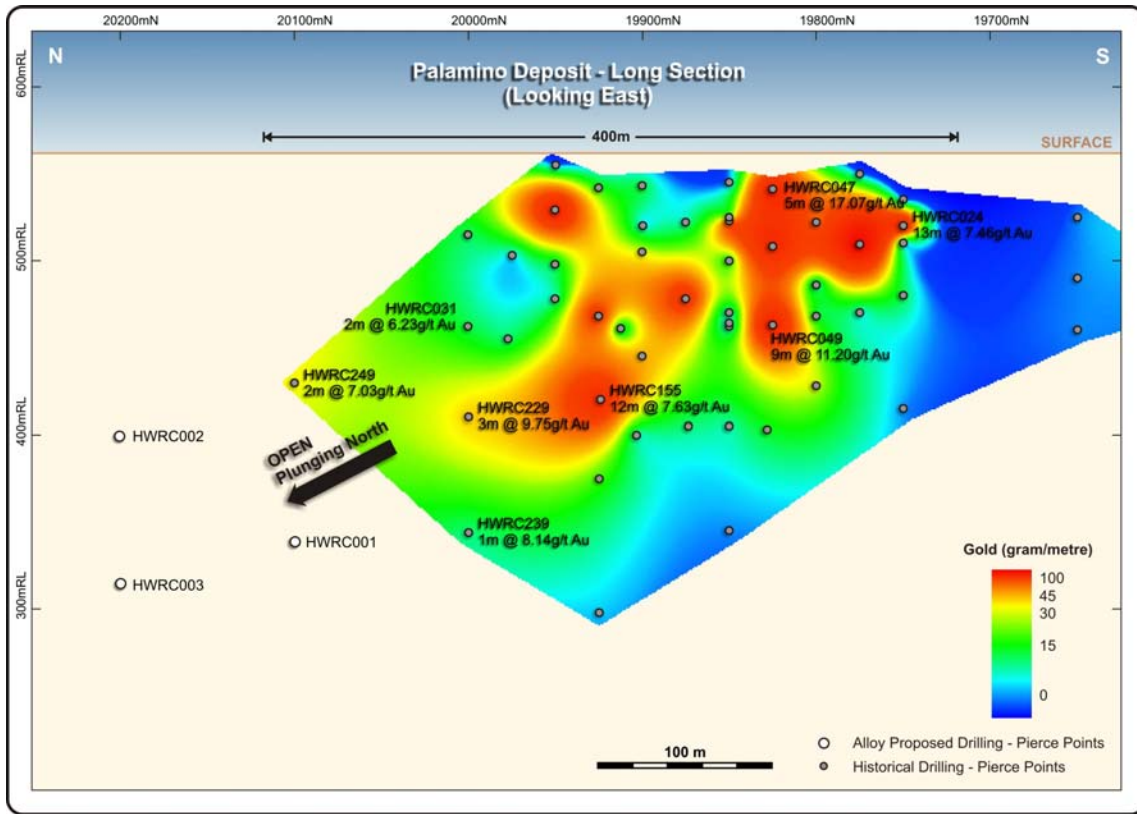 20200mN
20100mN
20000mN
19900mN
19800mN
19700mN
600mRL
500mRL
400mRL
300mRL
N
S
Palamino Deposit - Long Section
(Looking East)
400m
SURFACE
HWRC047
5m @ 17.07g/t Au
HWRC024
13m @ 7.46g/t Au
HWRC031
2m @ 6.23g/t Au
HWRC049
9m @ 11.20g/t Au
HWRC249
2m @ 7.03g/t Au
HWRC155
12m @ 7.63g/t Au
HWRC229
3m @ 9.75g/t Au
HWRC002
OPEN
Plunging North
HWRC239
1m @ 8.14g/t Au
HWRC001
HWRC003
Gold (gram/metre)
100
45
30
15
0
100 m
Alloy Proposed Drilling - Pierce Points
Historical Drilling - Pierce Points